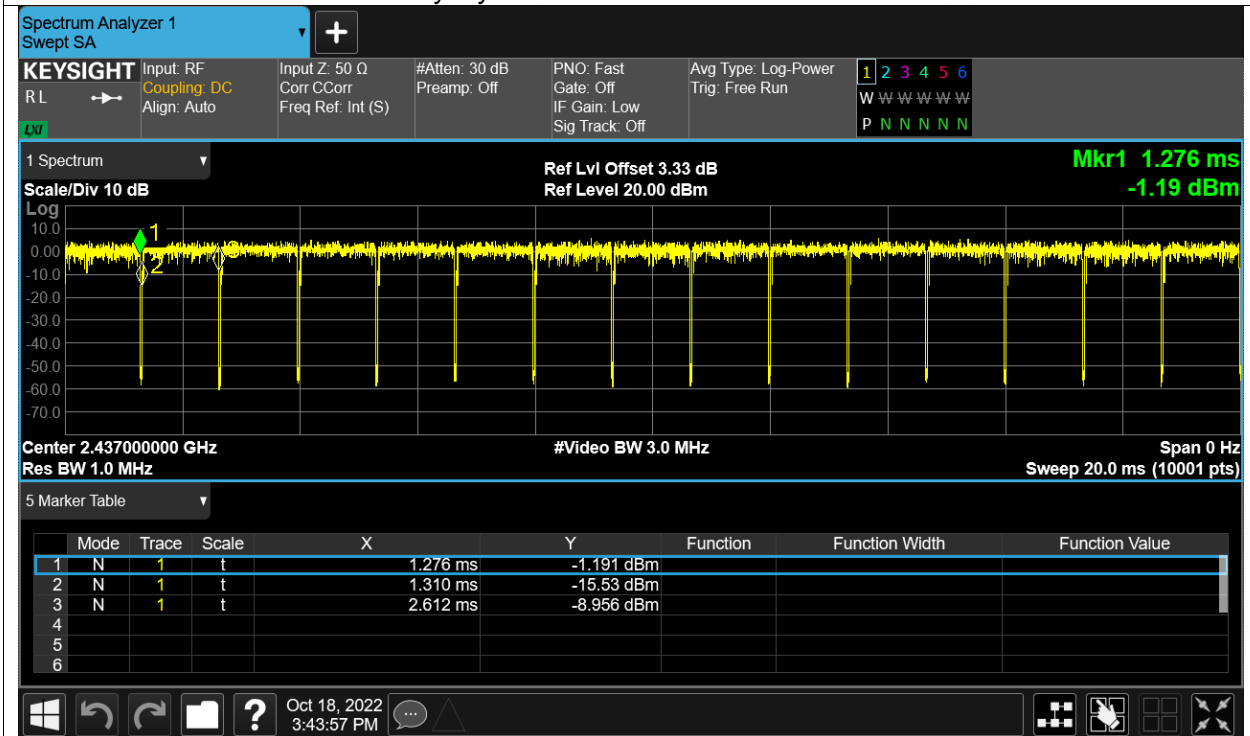 Spectrum Analyzer 1
Swept SA
KEYSIGHT
R L
LXI
Input: RF
Coupling: DC
Align: Auto
Input Z: 50 Ω
Corr CCorr
Freq Ref: Int (S)
#Atten: 30 dB
Preamp: Off
PNO: Fast
Gate: Off
IF Gain: Low
Sig Track: Off
Avg Type: Log-Power
Trig: Free Run
1 2 3 4 5 6
W W W W W W
P N N N N N
1 Spectrum
Scale/Div 10 dB
Ref Lvl Offset 3.33 dB
Ref Level 20.00 dBm
Mkr1 1.276 ms
-1.19 dBm
Log
10.0
0.00
-10.0
-20.0
-30.0
-40.0
-50.0
-60.0
-70.0
1
2
3
Center 2.437000000 GHz
Res BW 1.0 MHz
#Video BW 3.0 MHz
Span 0 Hz
Sweep 20.0 ms (10001 pts)
5 Marker Table
Mode Trace Scale X Y Function Function Width Function Value
1 N 1 t 1.276 ms -1.191 dBm
2 N 1 t 1.310 ms -15.53 dBm
3 N 1 t 2.612 ms -8.956 dBm
4
5
6
?
Oct 18, 2022
3:43:57 PM